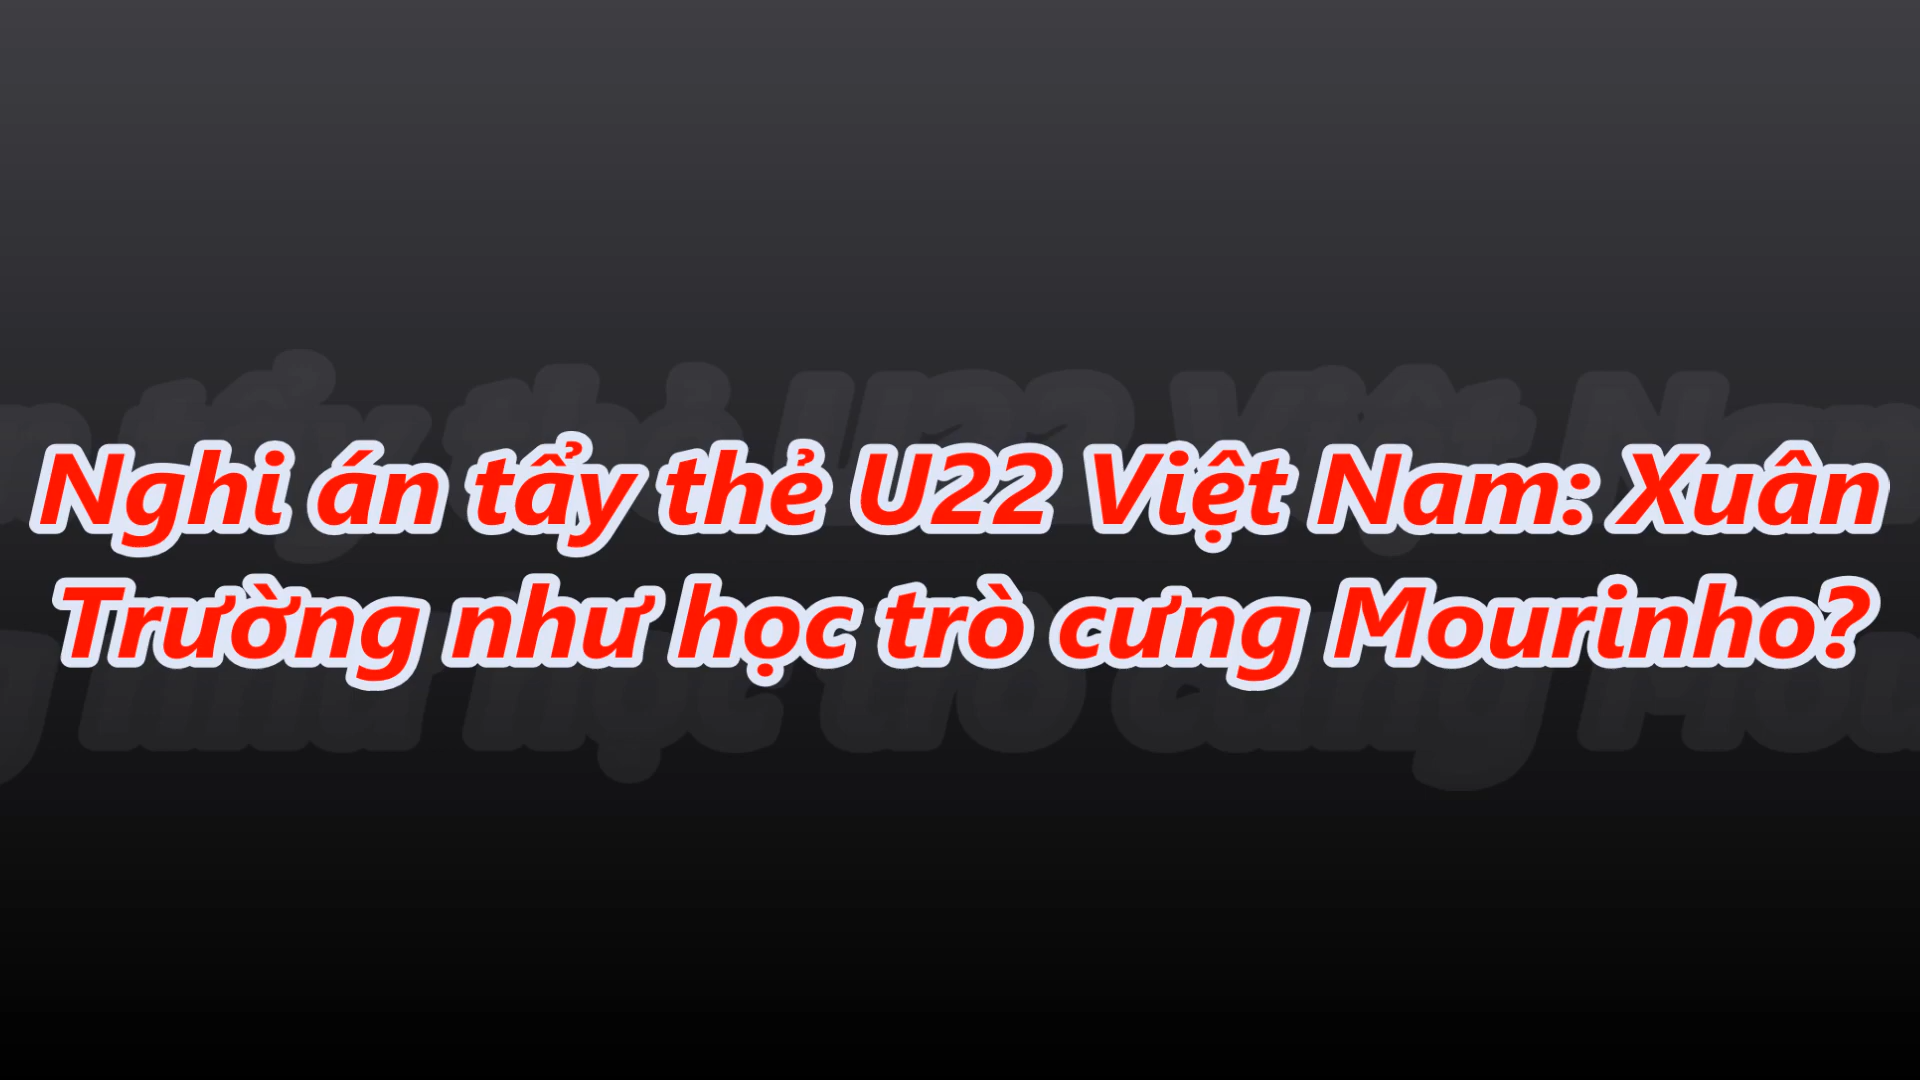 Nghi án tẩy thẻ U22 Việt Nam: Xuân
Trường như học trò cưng Mourinho?